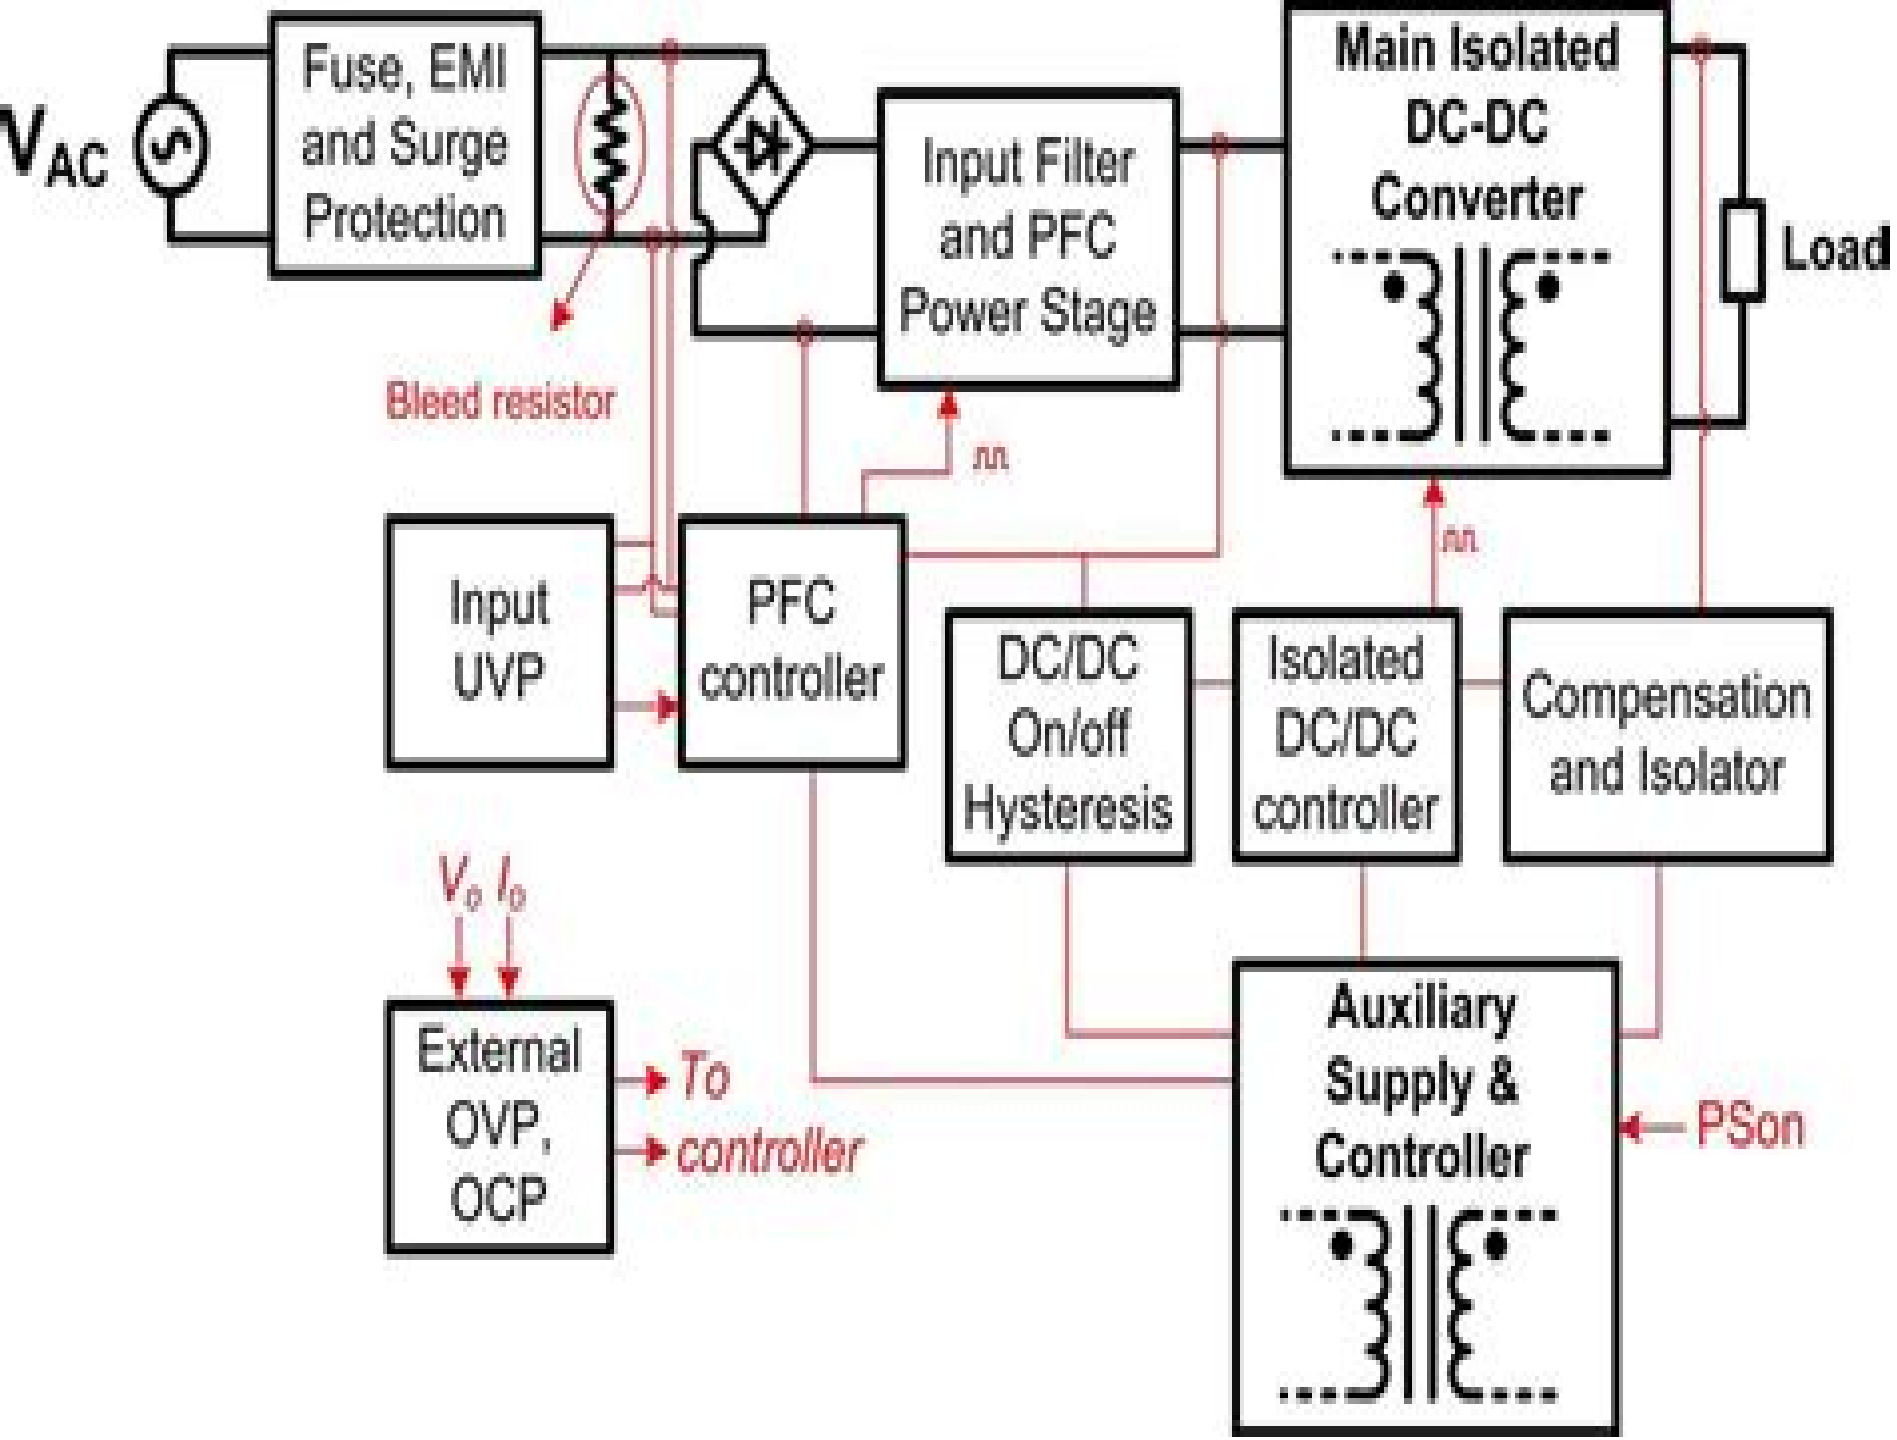 VAC
Fuse, EMI
and Surge
Protection
Bleed resistor
Input Filter
and PFC
Power Stage
Main Isolated
DC-DC
Converter
Load
Input
UVP
PFC
controller
DC/DC
On/off
Hysteresis
Isolated
DC/DC
controller
Compensation
and Isolator
Vo Io
External
OVP,
OCP
To
controller
Auxiliary
Supply &
Controller
PSon